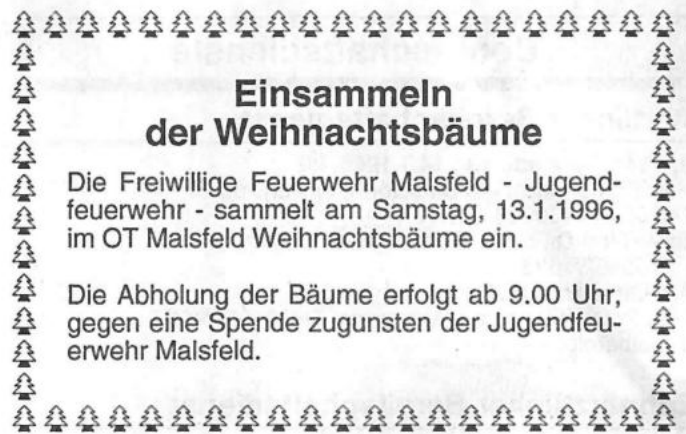 Einsammeln
der Weihnachtsbäume
Die Freiwillige Feuerwehr Malsfeld - Jugend-
feuerwehr - sammelt am Samstag, 13.1.1996,
im OT Malsfeld Weihnachtsbäume ein.
Die Abholung der Bäume erfolgt ab 9.00 Uhr,
gegen eine Spende zugunsten der Jugendfeu-
erwehr Malsfeld.